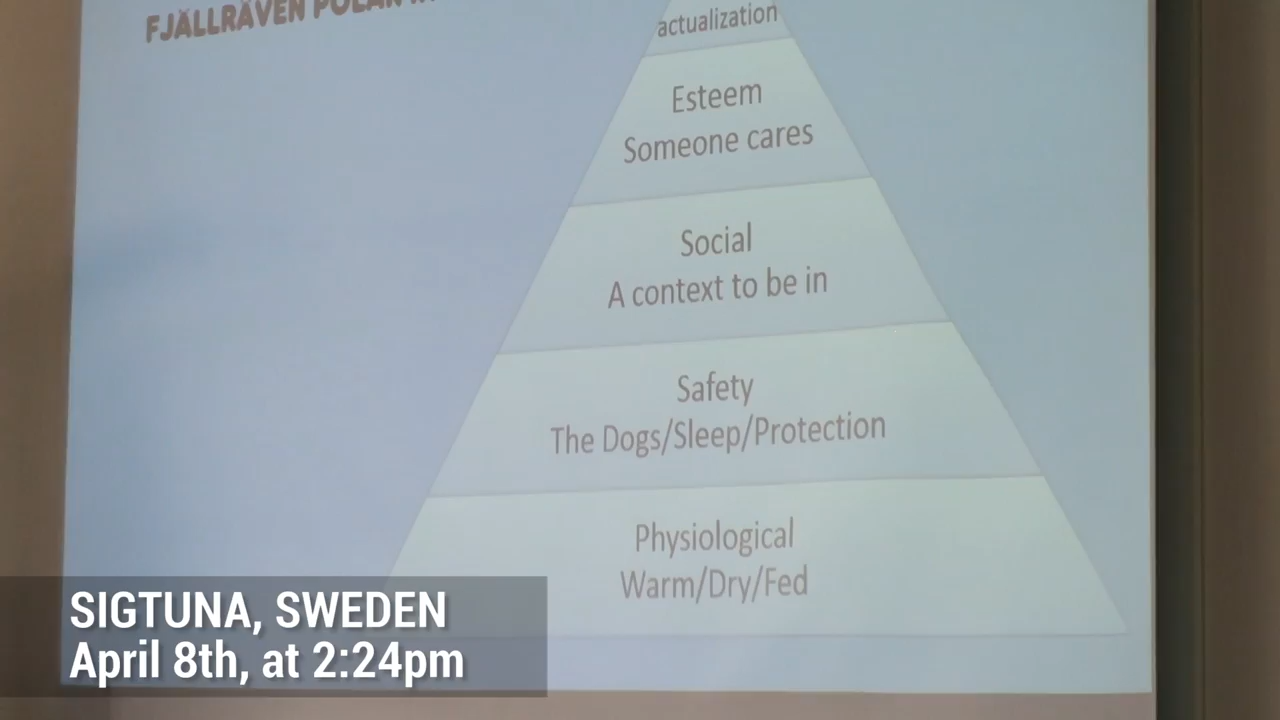 FJÄLLRÄVEN POLAR
actualization
Esteem
Someone cares
Social
A context to be in
Safety
The Dogs/Sleep/Protection
Physiological
Warm/Dry/Fed
SIGTUNA, SWEDEN
April 8th, at 2:24pm